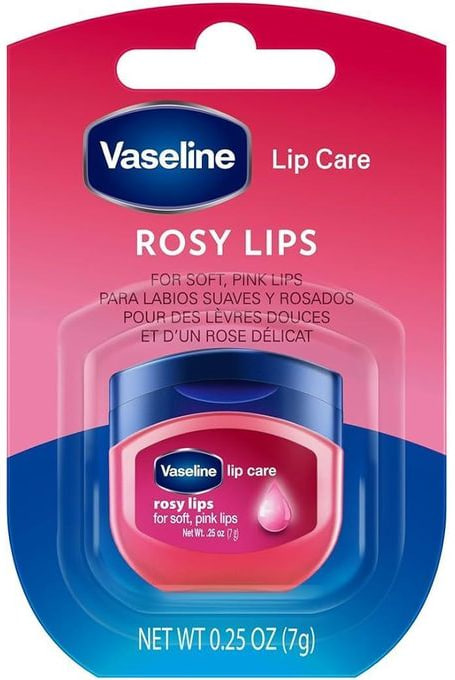 Vaseline
Lip Care
ROSY LIPS
FOR SOFT, PINK LIPS
PARA LABIOS SUAVES Y ROSADOS
POUR DES LÈVRES DOUCES
ET D'UN ROSE DÉLICAT
Vaseline lip care
rosy lips
for soft, pink lips
Net Wt. .25 oz (7g)
NET WT 0.25 OZ (7g)